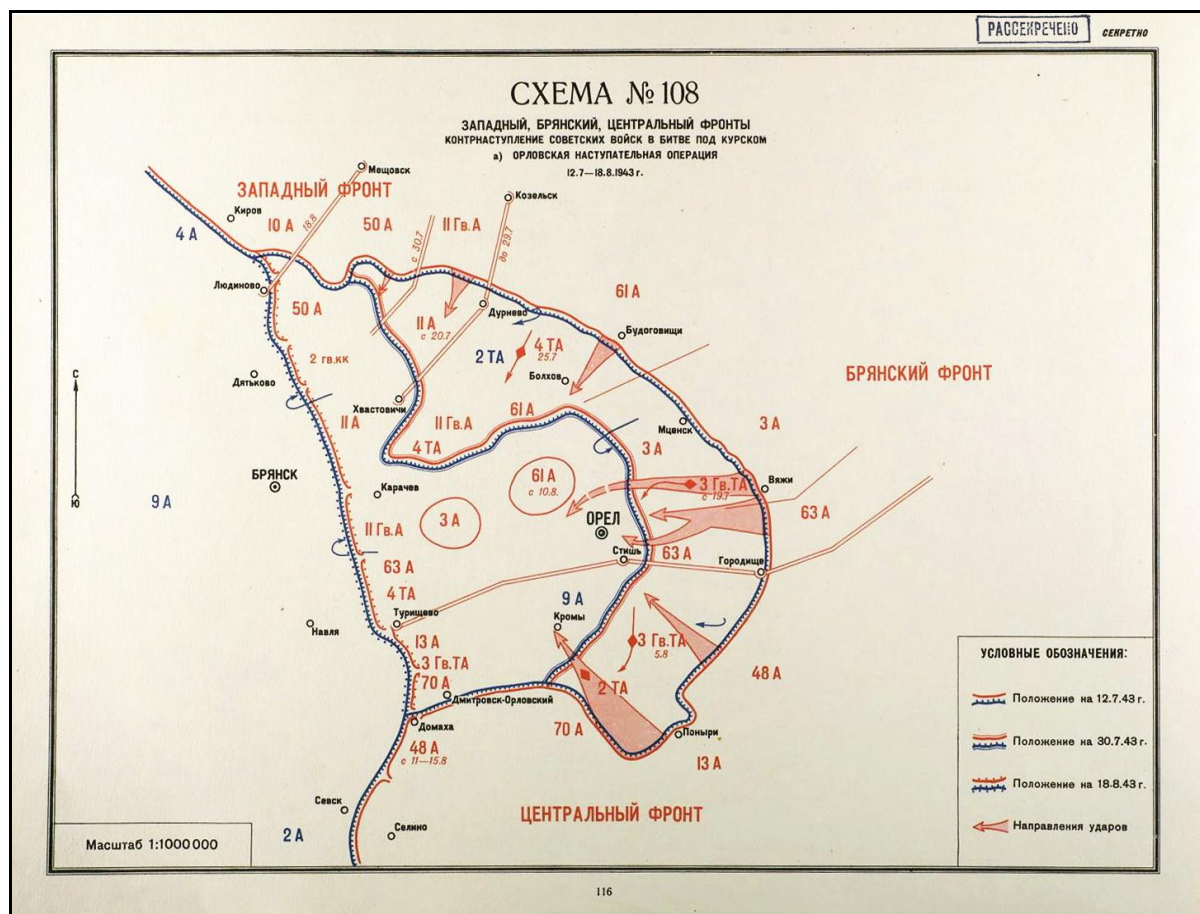 РАССЕКРЕЧЕНО
СЕКРЕТНО
СХЕМА № 108
ЗАПАДНЫЙ, БРЯНСКИЙ, ЦЕНТРАЛЬНЫЙ ФРОНТЫ
КОНТРНАСТУПЛЕНИЕ СОВЕТСКИХ ВОЙСК В БИТВЕ ПОД КУРСКОМ
а) ОРЛОВСКАЯ НАСТУПАТЕЛЬНАЯ ОПЕРАЦИЯ
12.7—18.8.1943 г.
Мещовск
ЗАПАДНЫЙ ФРОНТ
Козельск
Киров
4 А
10 А
18.8
50 А
с 30.7
11 Гв.А
до 29.7
Людиново
50 А
61 А
Дурнево
11 А
с 20.7
Будоговищи
2 гв.кк
2 ТА
4 ТА
25.7
С
Дятьково
Болхов
БРЯНСКИЙ ФРОНТ
Хвастовичи
11 А
11 Гв.А
61 А
Мценск
3 А
4 ТА
3 А
БРЯНСК
Ю
9 А
Карачев
61 А
с 10.8.
3 Гв.ТА
с 19.7
Вяжи
3 А
ОРЕЛ
63 А
11 Гв.А
Стишь
63 А
Городище
63 А
4 ТА
9 А
Турищево
Кромы
Навля
13 А
3 Гв.ТА
5.8
3 Гв.ТА
70 А
2 ТА
48 А
Дмитровск-Орловский
Домаха
70 А
Поныри
48 А
с 11—15.8
13 А
Севск
ЦЕНТРАЛЬНЫЙ ФРОНТ
2 А
Селино
УСЛОВНЫЕ ОБОЗНАЧЕНИЯ:
Положение на 12.7.43 г.
Положение на 30.7.43 г.
Положение на 18.8.43 г.
Направления ударов
Масштаб 1:1000000
116